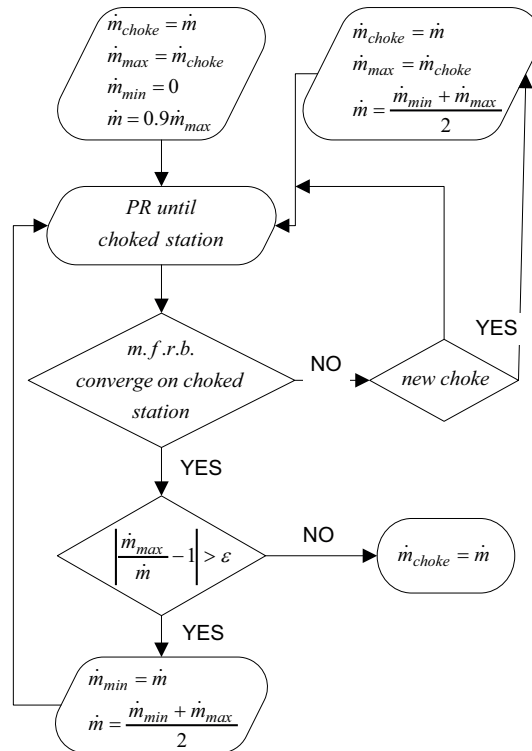 ṁ_choke = ṁ
ṁ_max = ṁ_choke
ṁ_min = 0
ṁ = 0.9ṁ_max
ṁ_choke = ṁ
ṁ_max = ṁ_choke
ṁ = (ṁ_min + ṁ_max)/2
PR until
choked station
m.f.r.b.
converge on choked
station
NO
new choke
YES
YES
|ṁ_max/ṁ − 1| > ε
NO
ṁ_choke = ṁ
YES
ṁ_min = ṁ
ṁ = (ṁ_min + ṁ_max)/2